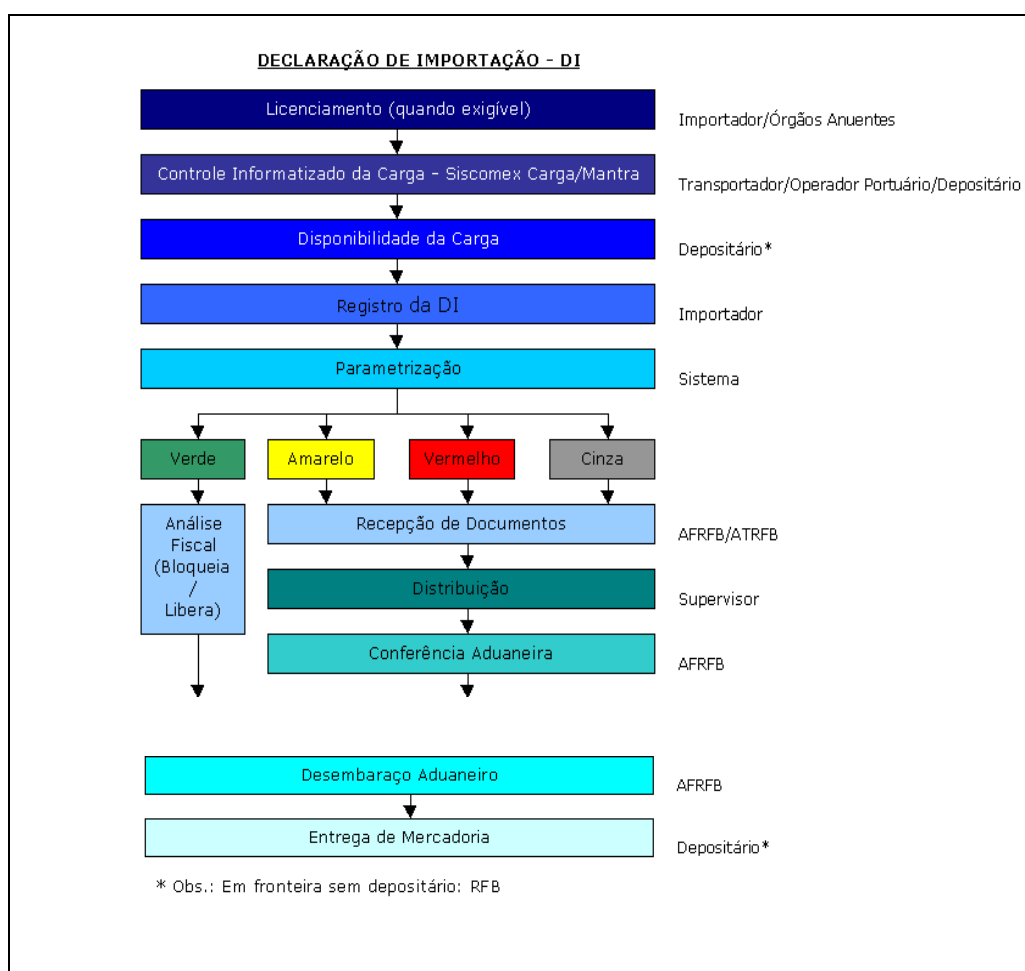 DECLARAÇÃO DE IMPORTAÇÃO - DI
Licenciamento (quando exigível)
Importador/Órgãos Anuentes
Controle Informatizado da Carga - Siscomex Carga/Mantra
Transportador/Operador Portuário/Depositário
Disponibilidade da Carga
Depositário*
Registro da DI
Importador
Parametrização
Sistema
Verde
Amarelo
Vermelho
Cinza
Análise
Fiscal
(Bloqueia
/
Libera)
Recepção de Documentos
AFRFB/ATRFB
Distribuição
Supervisor
Conferência Aduaneira
AFRFB
Desembaraço Aduaneiro
AFRFB
Entrega de Mercadoria
Depositário*
* Obs.: Em fronteira sem depositário: RFB